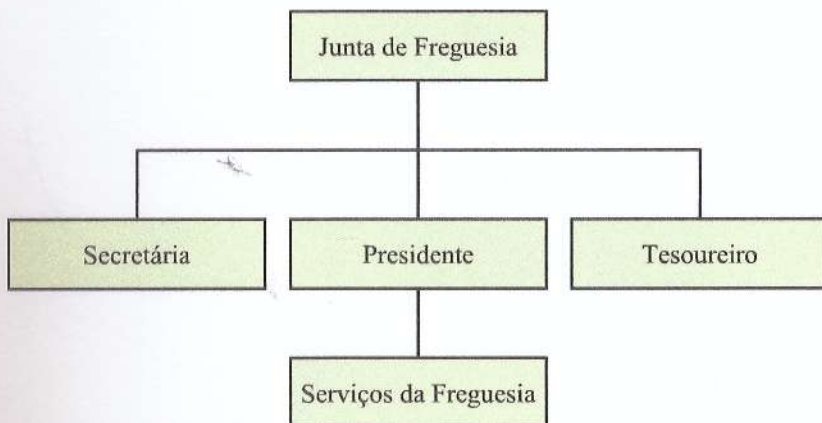 Junta de Freguesia
Secretária
Presidente
Tesoureiro
Serviços da Freguesia